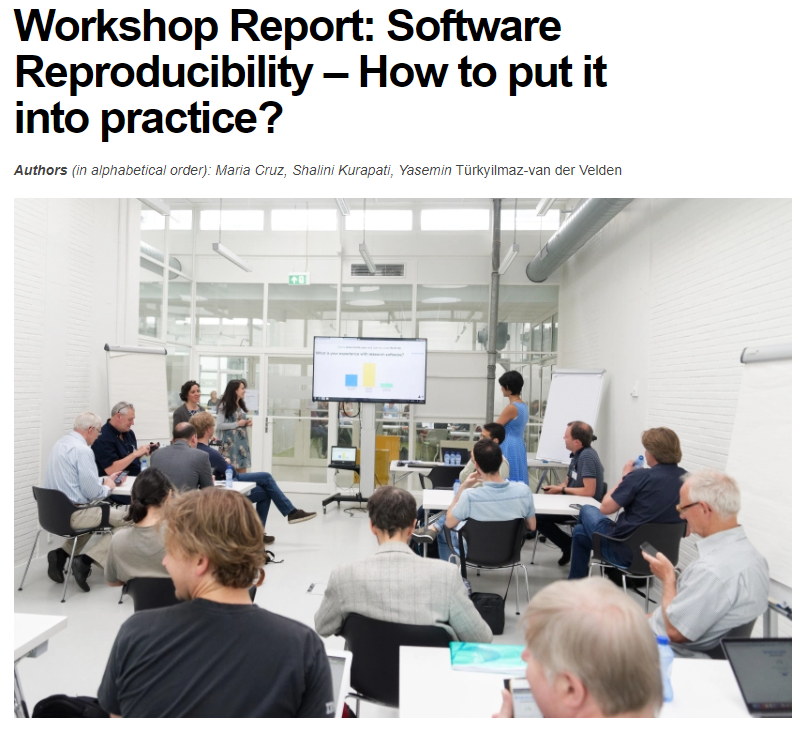 Workshop Report: Software
Reproducibility – How to put it
into practice?
Authors (in alphabetical order): Maria Cruz, Shalini Kurapati, Yasemin Türkyilmaz-van der Velden